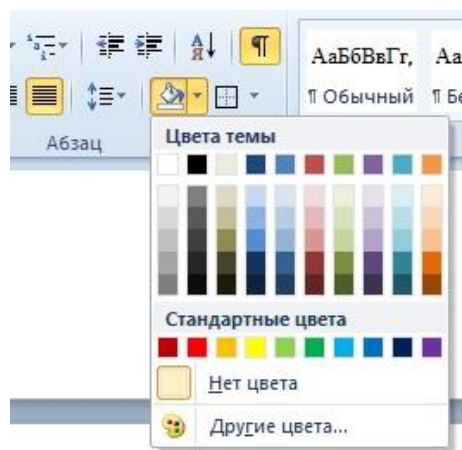 АаБбВвГг, Аа
¶ Обычный ¶ Бе
Абзац
Цвета темы
Стандартные цвета
Нет цвета
Другие цвета...